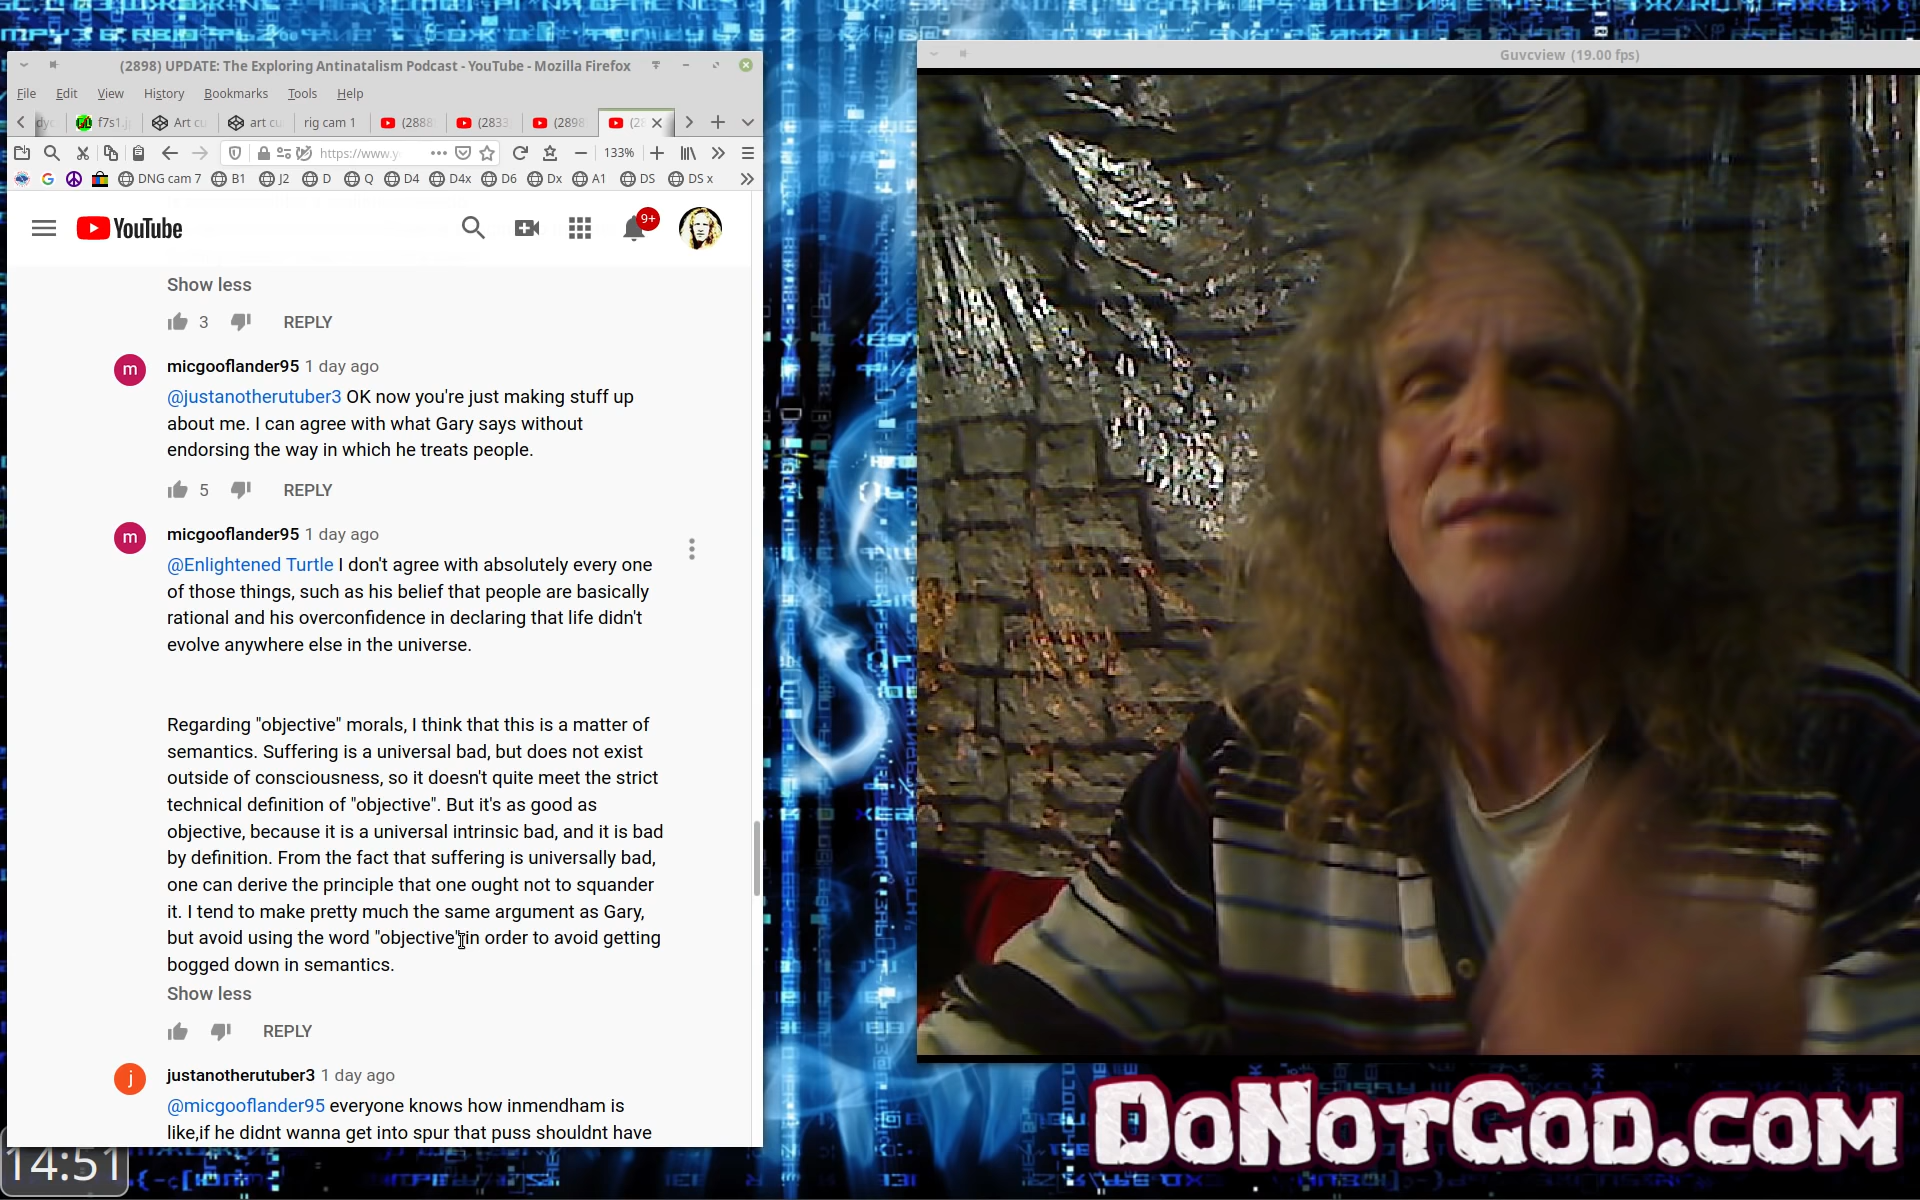 (2898) UPDATE: The Exploring Antinatalism Podcast - YouTube - Mozilla Firefox
File Edit View History Bookmarks Tools Help
f7s1.j Art cu art cu rig cam 1 (2888 (2833 (2898 (28
https://www.y 133%
DNG cam 7 B1 J2 D Q D4 D4x D6 Dx A1 DS DS x
YouTube 9+
Show less
3 REPLY
m
micgooflander95 1 day ago
@justanotherutuber3 OK now you're just making stuff up
about me. I can agree with what Gary says without
endorsing the way in which he treats people.
5 REPLY
m
micgooflander95 1 day ago
@Enlightened Turtle I don't agree with absolutely every one
of those things, such as his belief that people are basically
rational and his overconfidence in declaring that life didn't
evolve anywhere else in the universe.
Regarding "objective" morals, I think that this is a matter of
semantics. Suffering is a universal bad, but does not exist
outside of consciousness, so it doesn't quite meet the strict
technical definition of "objective". But it's as good as
objective, because it is a universal intrinsic bad, and it is bad
by definition. From the fact that suffering is universally bad,
one can derive the principle that one ought not to squander
it. I tend to make pretty much the same argument as Gary,
but avoid using the word "objective" in order to avoid getting
bogged down in semantics.
Show less
REPLY
j
justanotherutuber3 1 day ago
@micgooflander95 everyone knows how inmendham is
like,if he didnt wanna get into spur that puss shouldnt have
14:51
Guvcview (19.00 fps)
DoNotGod.com